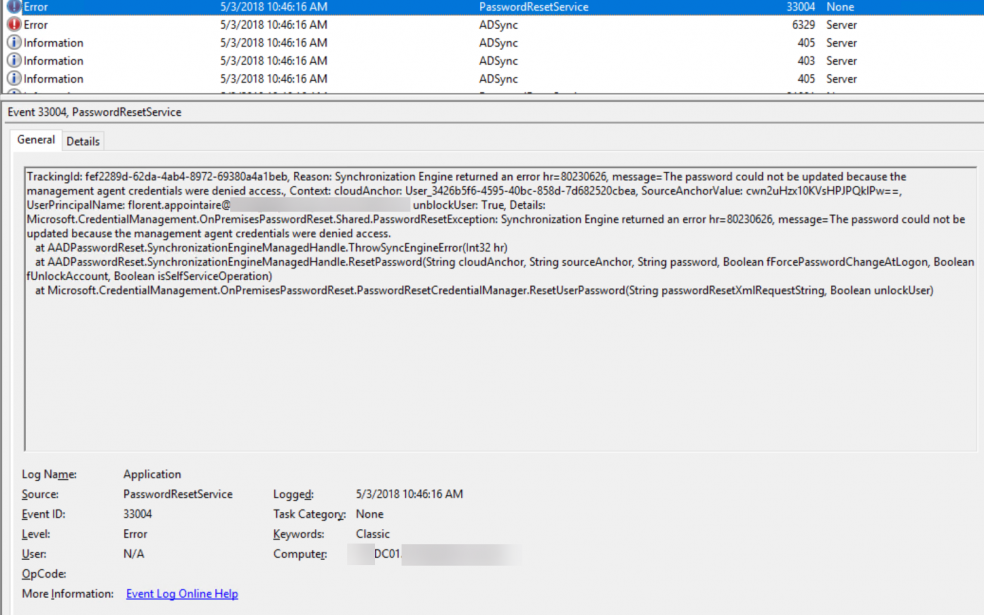 Error 5/3/2018 10:46:16 AM PasswordResetService 33004 None
Error 5/3/2018 10:46:16 AM ADSync 6329 Server
Information 5/3/2018 10:46:16 AM ADSync 405 Server
Information 5/3/2018 10:46:16 AM ADSync 403 Server
Information 5/3/2018 10:46:16 AM ADSync 405 Server
Event 33004, PasswordResetService
General Details
TrackingId: fef2289d-62da-4ab4-8972-69380a4a1beb, Reason: Synchronization Engine returned an error hr=80230626, message=The password could not be updated because the
management agent credentials were denied access., Context: cloudAnchor: User_3426b5f6-4595-40bc-858d-7d682520cbea, SourceAnchorValue: cwn2uHzx10KVsHPJPQkIPw==,
UserPrincipalName: florent.appointaire@ unblockUser: True, Details:
Microsoft.CredentialManagement.OnPremisesPasswordReset.Shared.PasswordResetException: Synchronization Engine returned an error hr=80230626, message=The password could not be
updated because the management agent credentials were denied access.
at AADPasswordReset.SynchronizationEngineManagedHandle.ThrowSyncEngineError(Int32 hr)
at AADPasswordReset.SynchronizationEngineManagedHandle.ResetPassword(String cloudAnchor, String sourceAnchor, String password, Boolean fForcePasswordChangeAtLogon, Boolean
fUnlockAccount, Boolean isSelfServiceOperation)
at Microsoft.CredentialManagement.OnPremisesPasswordReset.PasswordResetCredentialManager.ResetUserPassword(String passwordResetXmlRequestString, Boolean unlockUser)
Log Name: Application
Source: PasswordResetService Logged: 5/3/2018 10:46:16 AM
Event ID: 33004 Task Category: None
Level: Error Keywords: Classic
User: N/A Computer: DC01.
OpCode:
More Information: Event Log Online Help